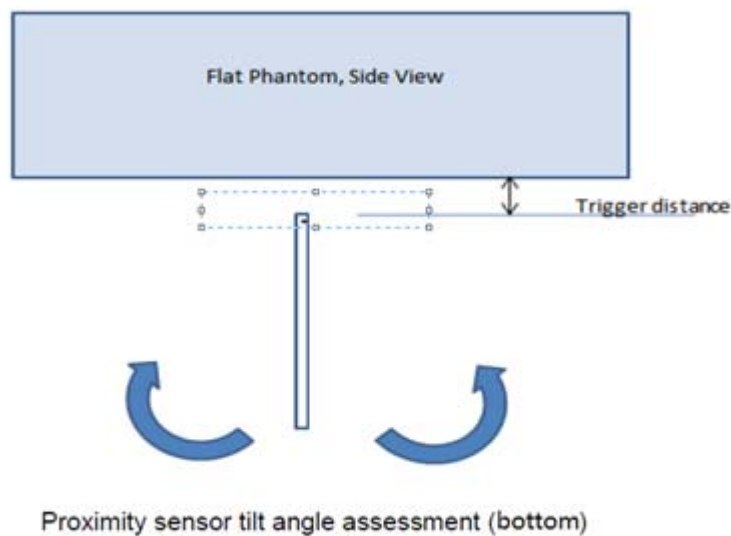 Flat Phantom, Side View
Trigger distance
Proximity sensor tilt angle assessment (bottom)